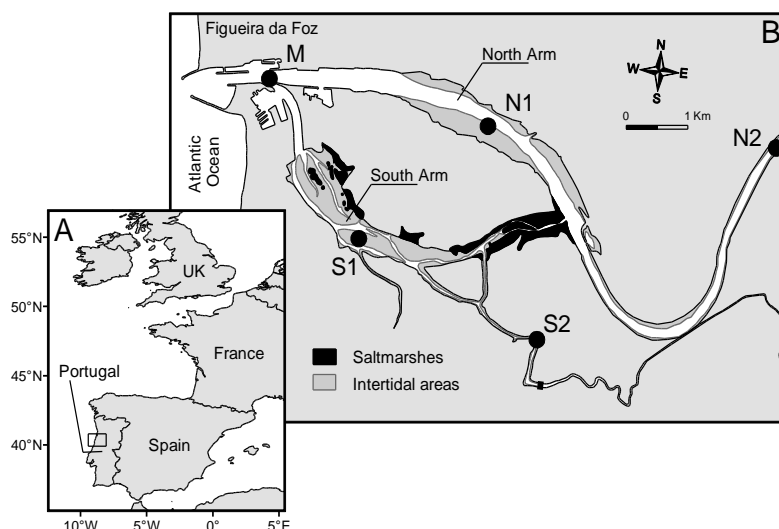 Figueira da Foz
B
M
North Arm
N
W E
S
N1
0 1 Km
N2
Atlantic
Ocean
South Arm
A
S1
55°N
UK
S2
50°N
France
Saltmarshes
Portugal
Intertidal areas
45°N
40°N
Spain
10°W 5°W 0° 5°E